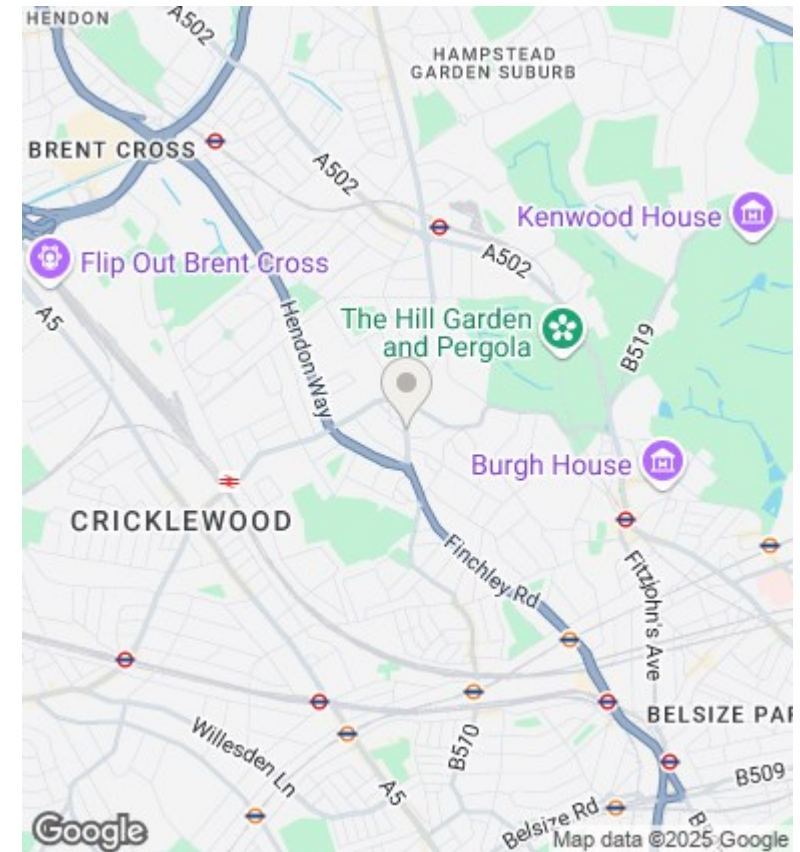 HENDON
A502
HAMPSTEAD
GARDEN SUBURB
BRENT CROSS
A502
Kenwood House
A502
Flip Out Brent Cross
A5
Hendon Way
The Hill Garden
and Pergola
B519
Burgh House
CRICKLEWOOD
Finchley Rd
Fitzjohn's Ave
BELSIZE PAR
Willesden Ln
B570
A5
B509
Belsize Rd
Google
Map data ©2025 Google